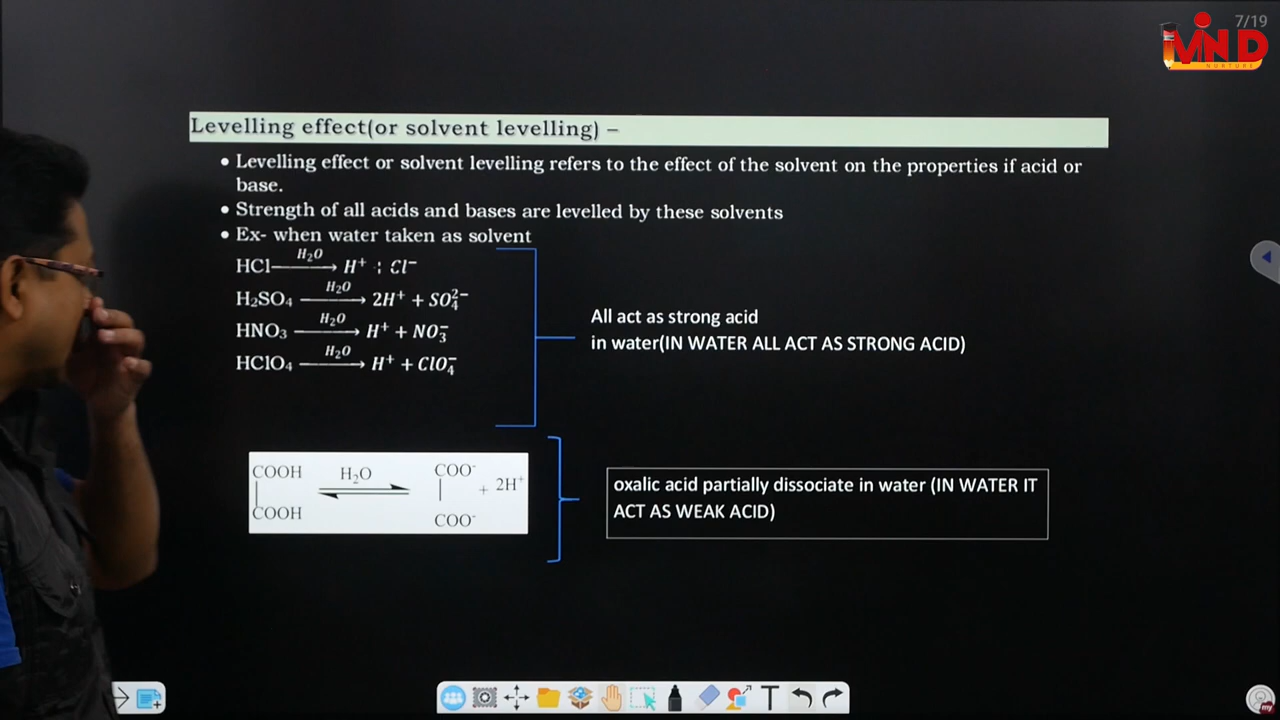 7/19
iMIND
NURTURE
Levelling effect(or solvent levelling) –
• Levelling effect or solvent levelling refers to the effect of the solvent on the properties if acid or
base.
• Strength of all acids and bases are levelled by these solvents
• Ex- when water taken as solvent
HCl —H₂O→ H⁺ : Cl⁻
H₂SO₄ —H₂O→ 2H⁺ + SO₄²⁻
HNO₃ —H₂O→ H⁺ + NO₃⁻
HClO₄ —H₂O→ H⁺ + ClO₄⁻
All act as strong acid
in water(IN WATER ALL ACT AS STRONG ACID)
COOH H₂O COO⁻
+ 2H⁺
COOH COO⁻
oxalic acid partially dissociate in water (IN WATER IT
ACT AS WEAK ACID)
T
my